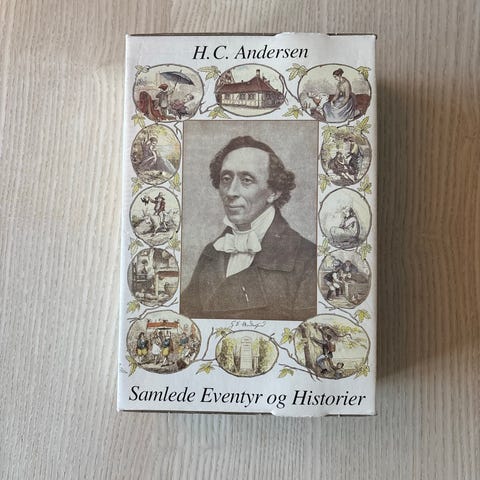 H. C. Andersen
Samlede Eventyr og Historier